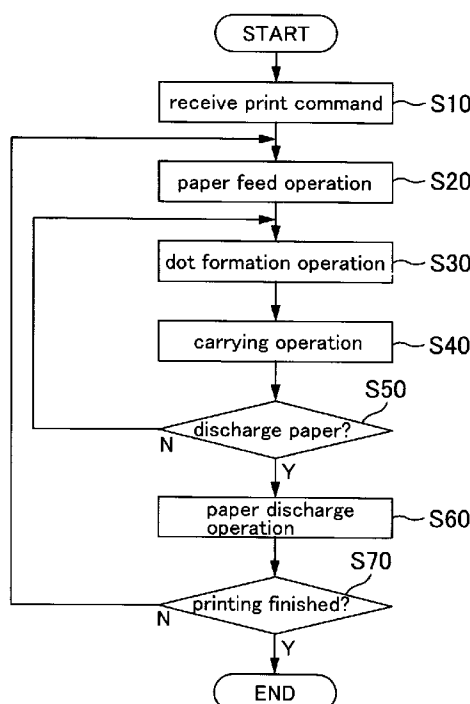 START
receive print command
S10
paper feed operation
S20
dot formation operation
S30
carrying operation
S40
S50
discharge paper?
N
Y
paper discharge
operation
S60
S70
printing finished?
N
Y
END